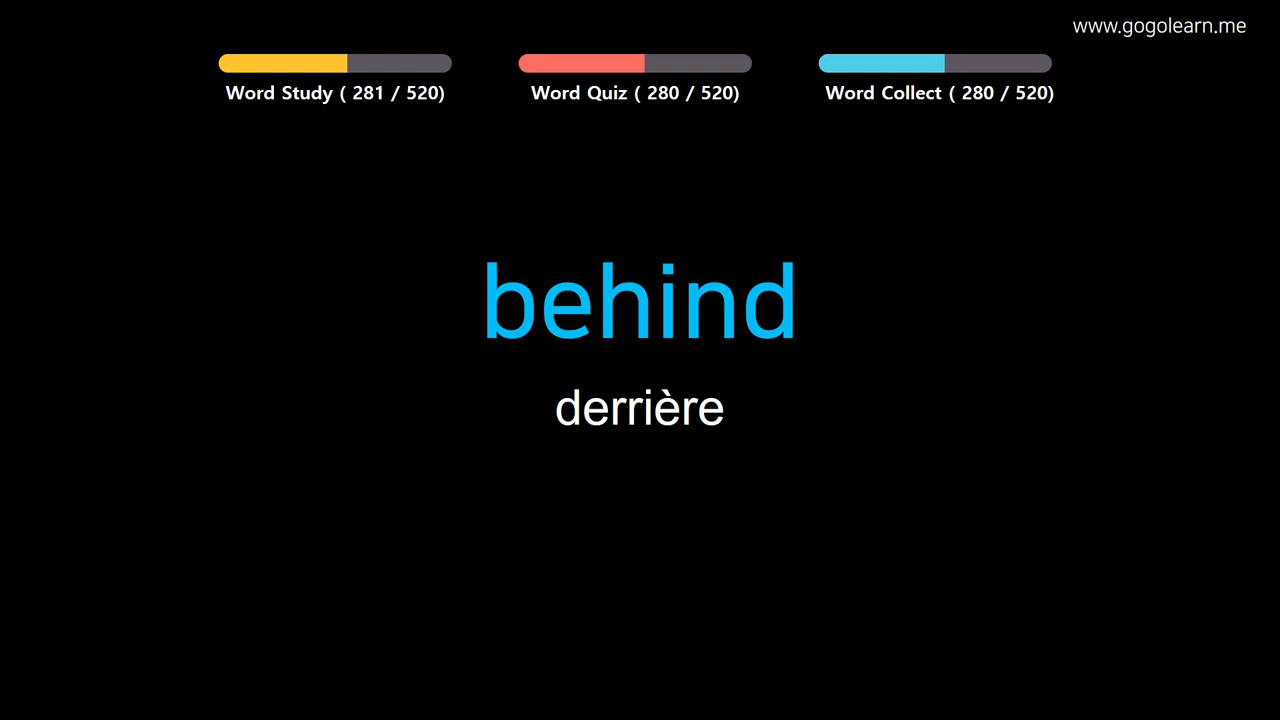 www.gogolearn.me
Word Study ( 281 / 520)
Word Quiz ( 280 / 520)
Word Collect ( 280 / 520)
behind
derrière